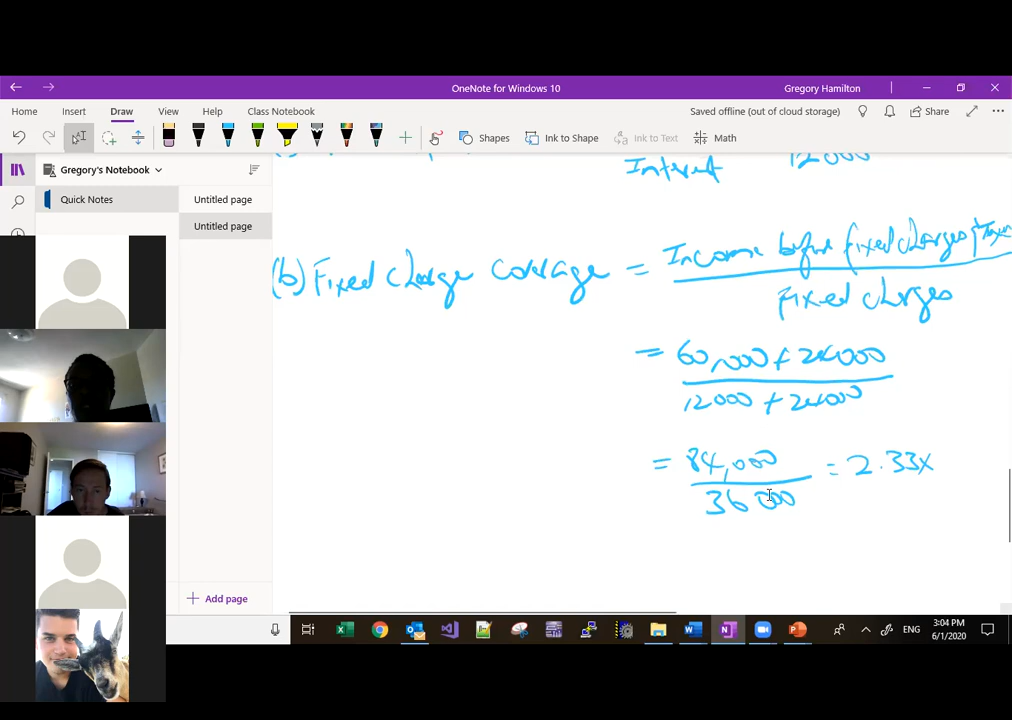 OneNote for Windows 10
Gregory Hamilton
Home Insert Draw View Help Class Notebook
Saved offline (out of cloud storage)
Share
Shapes
Ink to Shape
Ink to Text
Math
Gregory's Notebook
Quick Notes
Untitled page
Untitled page
Add page
Interest 12000
(b) Fixed charge coverage = Income before fixed charges + Taxes
Fixed charges
= 60,000 + 24000
12000 + 24000
= 84,000 = 2.33x
36000
ENG
3:04 PM
6/1/2020